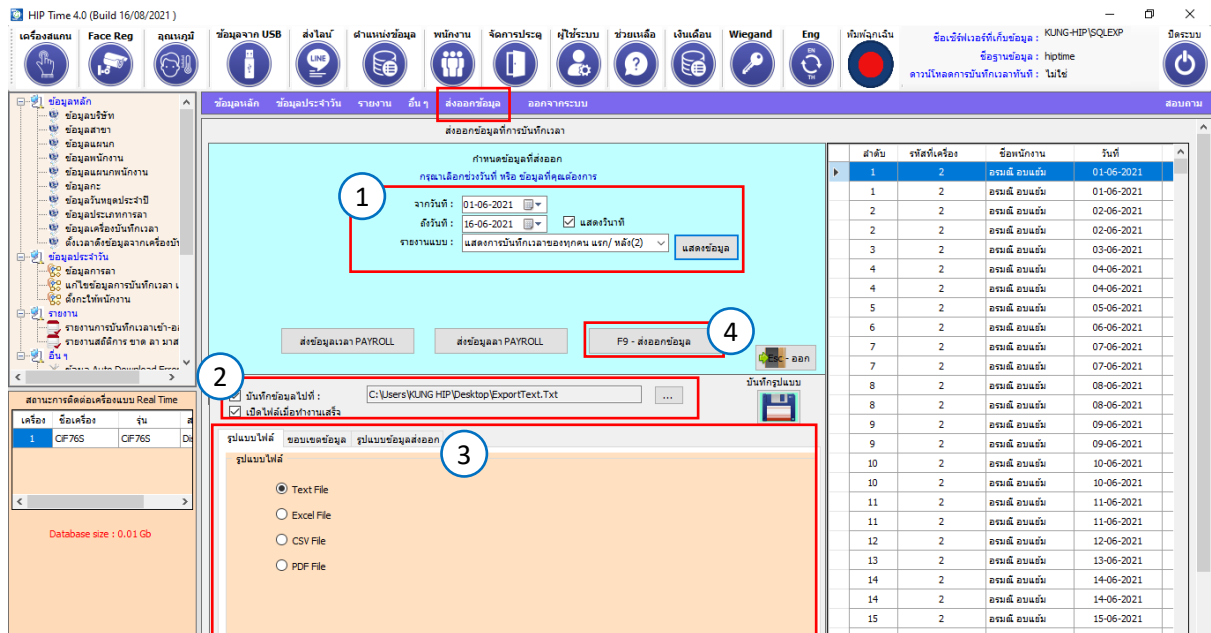 HIP Time 4.0 (Build 16/08/2021 )
เครื่องสแกน Face Reg อุณหภูมิ ข้อมูลจาก USB ส่งไลน์ ตำแหน่งข้อมูล พนักงาน จัดการประตู ผู้ใช้ระบบ ช่วยเหลือ เงินเดือน Wiegand Eng พิมพ์ฉุกเฉิน ปิดระบบ
LINE
EN
TH
ชื่อเซิร์ฟเวอร์ที่เก็บข้อมูล : KUNG-HIP\SQLEXP
ชื่อฐานข้อมูล : hiptime
ดาวน์โหลดการบันทึกเวลาทันที : ไม่ใช่
ข้อมูลหลัก
ข้อมูลบริษัท
ข้อมูลสาขา
ข้อมูลแผนก
ข้อมูลพนักงาน
ข้อมูลแผนกพนักงาน
ข้อมูลกะ
ข้อมูลวันหยุดประจำปี
ข้อมูลประเภทการลา
ข้อมูลเครื่องบันทึกเวลา
ตั้งเวลาดึงข้อมูลจากเครื่องบัน
ข้อมูลประจำวัน
ข้อมูลการลา
แก้ไขข้อมูลการบันทึกเวลา เ
ตั้งกะให้พนักงาน
รายงาน
รายงานการบันทึกเวลาเข้า-ออ
รายงานสถิติการ ขาด ลา มาส
อื่น ๆ
ข้อมูล Auto Download Error
สถานะการติดต่อเครื่องแบบ Real Time
เครื่อง ชื่อเครื่อง รุ่น ส
1 CiF76S CiF76S Dis
Database size : 0.01 Gb
ข้อมูลหลัก ข้อมูลประจำวัน รายงาน อื่น ๆ ส่งออกข้อมูล ออกจากระบบ สอบถาม
ส่งออกข้อมูลที่การบันทึกเวลา
กำหนดข้อมูลที่ส่งออก
กรุณาเลือกช่วงวันที่ หรือ ข้อมูลที่คุณต้องการ
1
จากวันที่ : 01-06-2021
ถึงวันที่ : 16-06-2021 แสดงวินาที
รายงานแบบ : แสดงการบันทึกเวลาของทุกคน แรก/ หลัง(2) แสดงข้อมูล
4
ส่งข้อมูลเวลา PAYROLL ส่งข้อมูลลา PAYROLL F9 - ส่งออกข้อมูล
Esc - ออก
2
บันทึกข้อมูลไปที่ : C:\Users\KUNG HIP\Desktop\ExportText.Txt ...
เปิดไฟล์เมื่อทำงานเสร็จ
บันทึกรูปแบบ
รูปแบบไฟล์ ขอบเขตข้อมูล รูปแบบข้อมูลส่งออก
3
รูปแบบไฟล์
Text File
Excel File
CSV File
PDF File
ลำดับ รหัสที่เครื่อง ชื่อพนักงาน วันที่
1 2 อรมณี อบแย้ม 01-06-2021
1 2 อรมณี อบแย้ม 01-06-2021
2 2 อรมณี อบแย้ม 02-06-2021
2 2 อรมณี อบแย้ม 02-06-2021
3 2 อรมณี อบแย้ม 03-06-2021
4 2 อรมณี อบแย้ม 04-06-2021
4 2 อรมณี อบแย้ม 04-06-2021
5 2 อรมณี อบแย้ม 05-06-2021
6 2 อรมณี อบแย้ม 06-06-2021
7 2 อรมณี อบแย้ม 07-06-2021
7 2 อรมณี อบแย้ม 07-06-2021
8 2 อรมณี อบแย้ม 08-06-2021
8 2 อรมณี อบแย้ม 08-06-2021
9 2 อรมณี อบแย้ม 09-06-2021
9 2 อรมณี อบแย้ม 09-06-2021
10 2 อรมณี อบแย้ม 10-06-2021
10 2 อรมณี อบแย้ม 10-06-2021
11 2 อรมณี อบแย้ม 11-06-2021
11 2 อรมณี อบแย้ม 11-06-2021
12 2 อรมณี อบแย้ม 12-06-2021
13 2 อรมณี อบแย้ม 13-06-2021
14 2 อรมณี อบแย้ม 14-06-2021
14 2 อรมณี อบแย้ม 14-06-2021
15 2 อรมณี อบแย้ม 15-06-2021